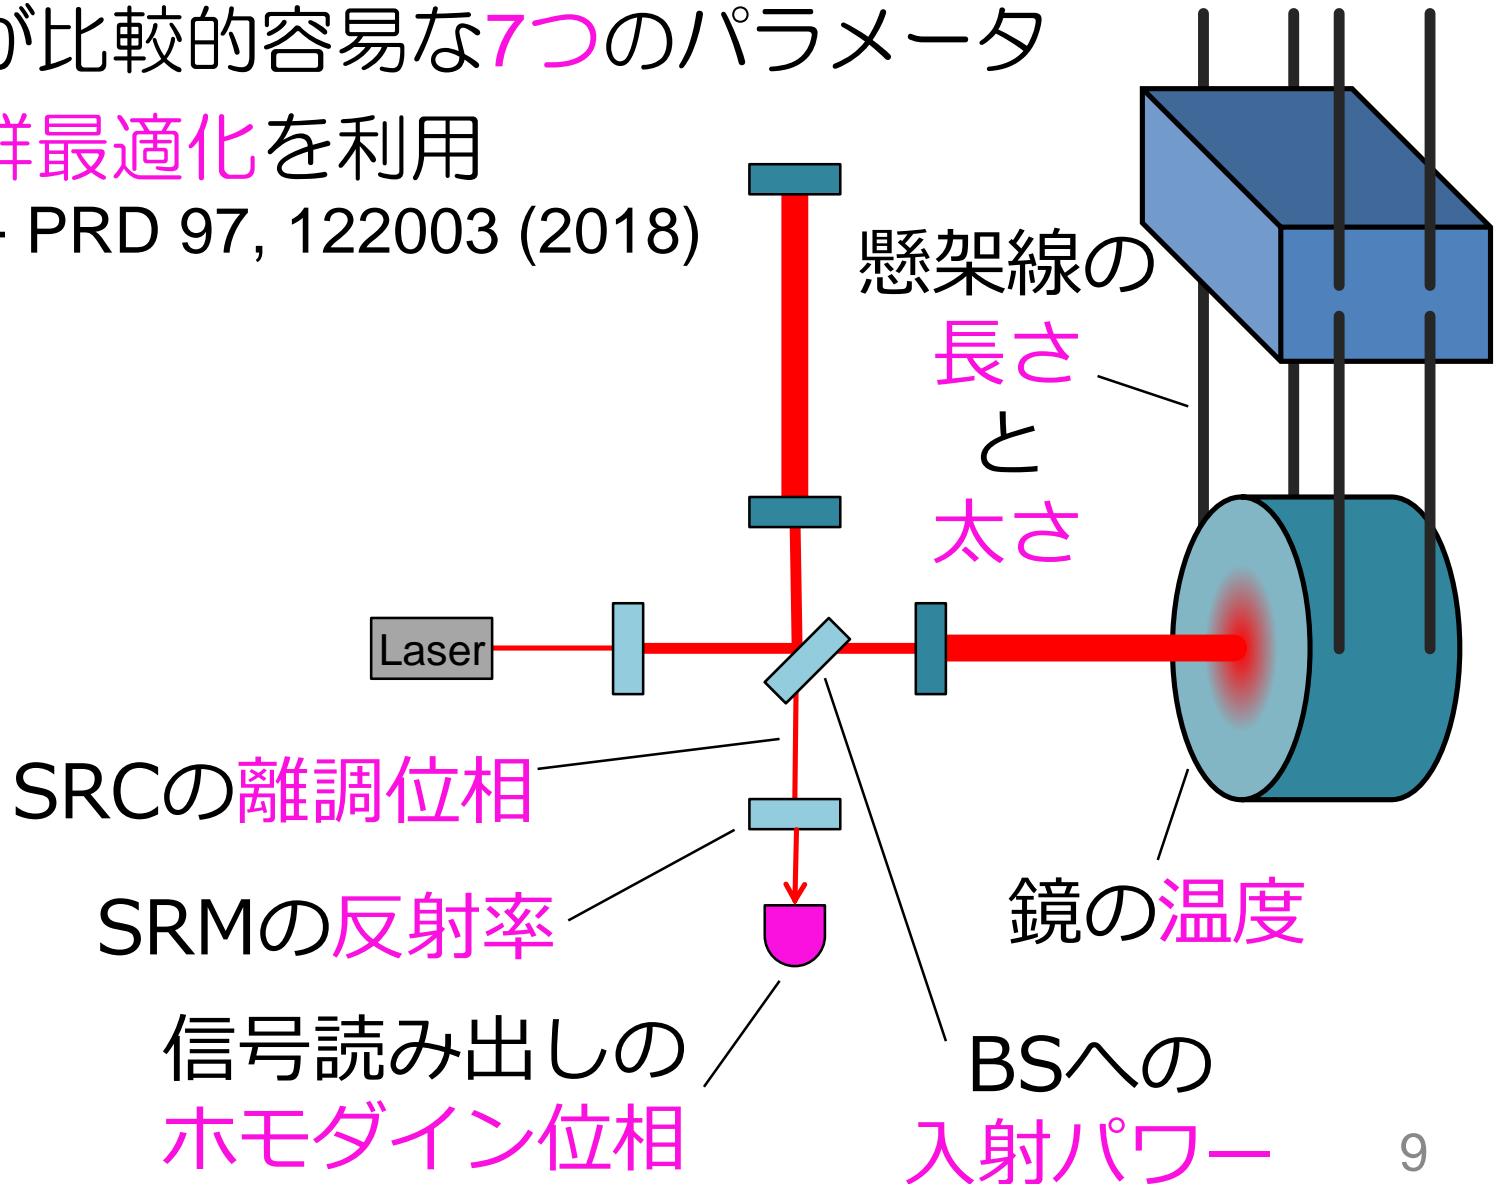 が比較的容易な7つのパラメータ
群最適化を利用
- PRD 97, 122003 (2018)
懸架線の
長さ
と
太さ
Laser
SRCの離調位相
SRMの反射率
鏡の温度
信号読み出しの
ホモダイン位相
BSへの
入射パワー
9